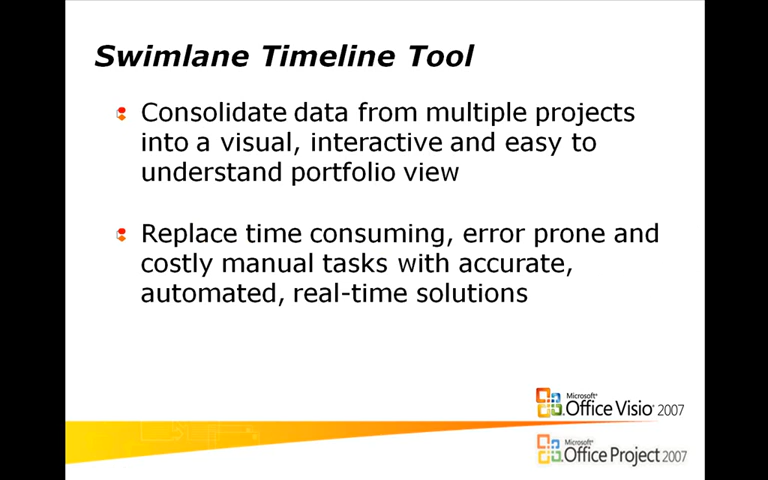 Swimlane Timeline Tool
Consolidate data from multiple projects
into a visual, interactive and easy to
understand portfolio view
Replace time consuming, error prone and
costly manual tasks with accurate,
automated, real-time solutions
Microsoft®
Office Visio® 2007
Microsoft®
Office Project 2007